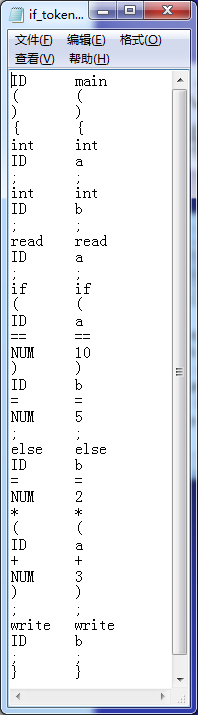 if_token...
文件(F) 编辑(E) 格式(O)
查看(V) 帮助(H)
ID main
( (
) )
{ {
int int
ID a
; ;
int int
ID b
; ;
read read
ID a
; ;
if if
( (
ID a
== ==
NUM 10
) )
ID b
= =
NUM 5
; ;
else else
ID b
= =
NUM 2
* *
( (
ID a
+ +
NUM 3
) )
; ;
write write
ID b
; ;
} }